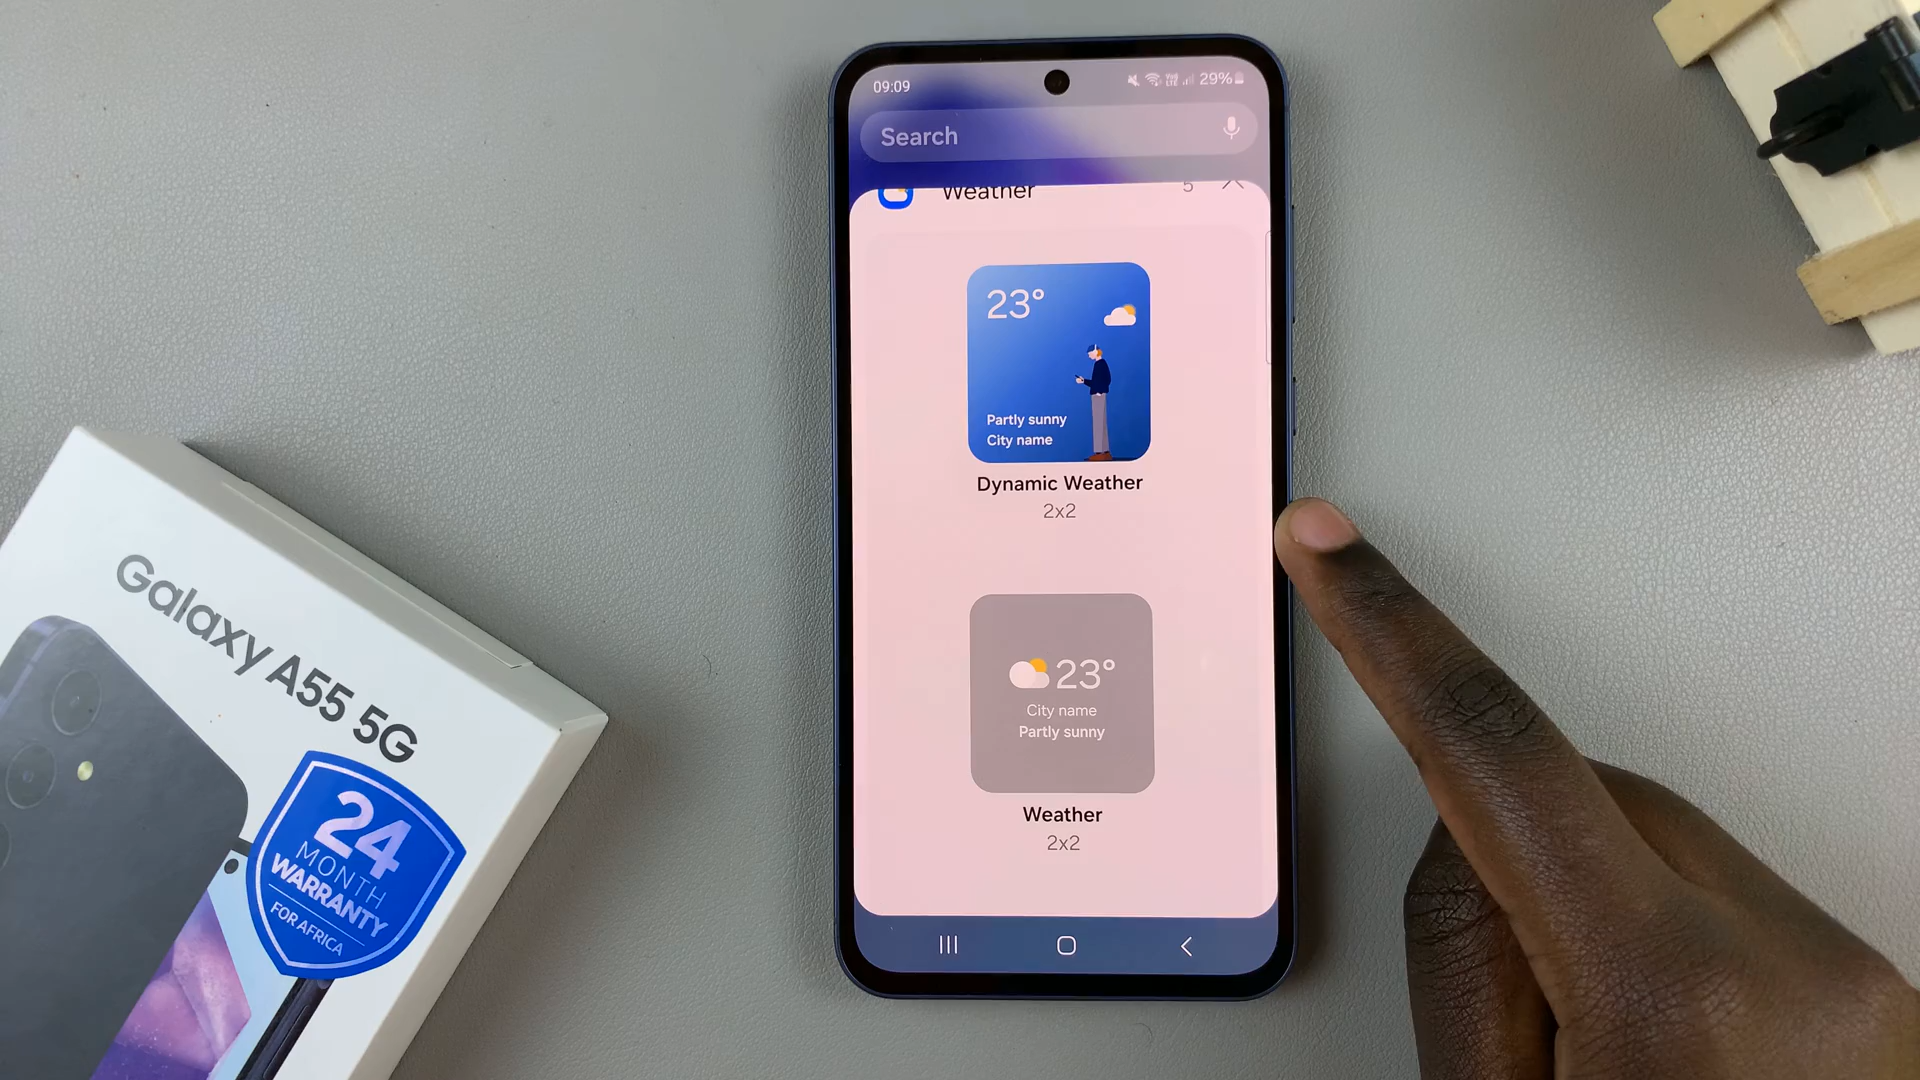 09:09
29%
Search
Weather
5
23°
Partly sunny
City name
Dynamic Weather
2x2
23°
City name
Partly sunny
Weather
2x2
Galaxy A55 5G
24
MONTH
WARRANTY
FOR AFRICA